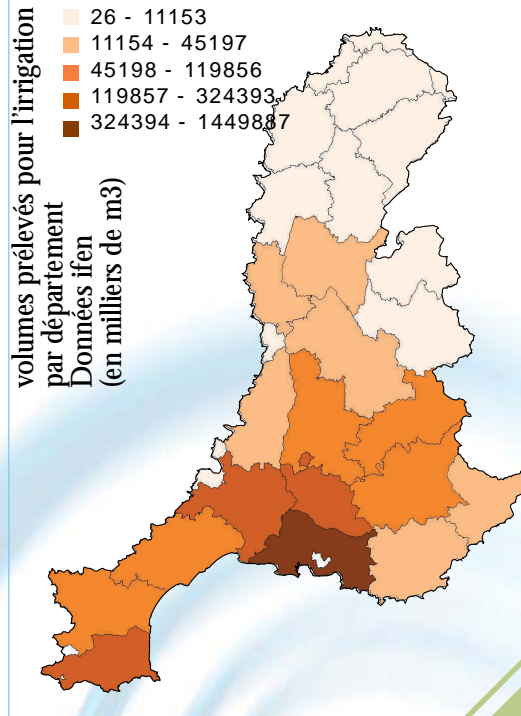 volumes prélevés pour l'irrigation
par département
Données ifen
(en milliers de m3)
26 - 11153
11154 - 45197
45198 - 119856
119857 - 324393
324394 - 1449887